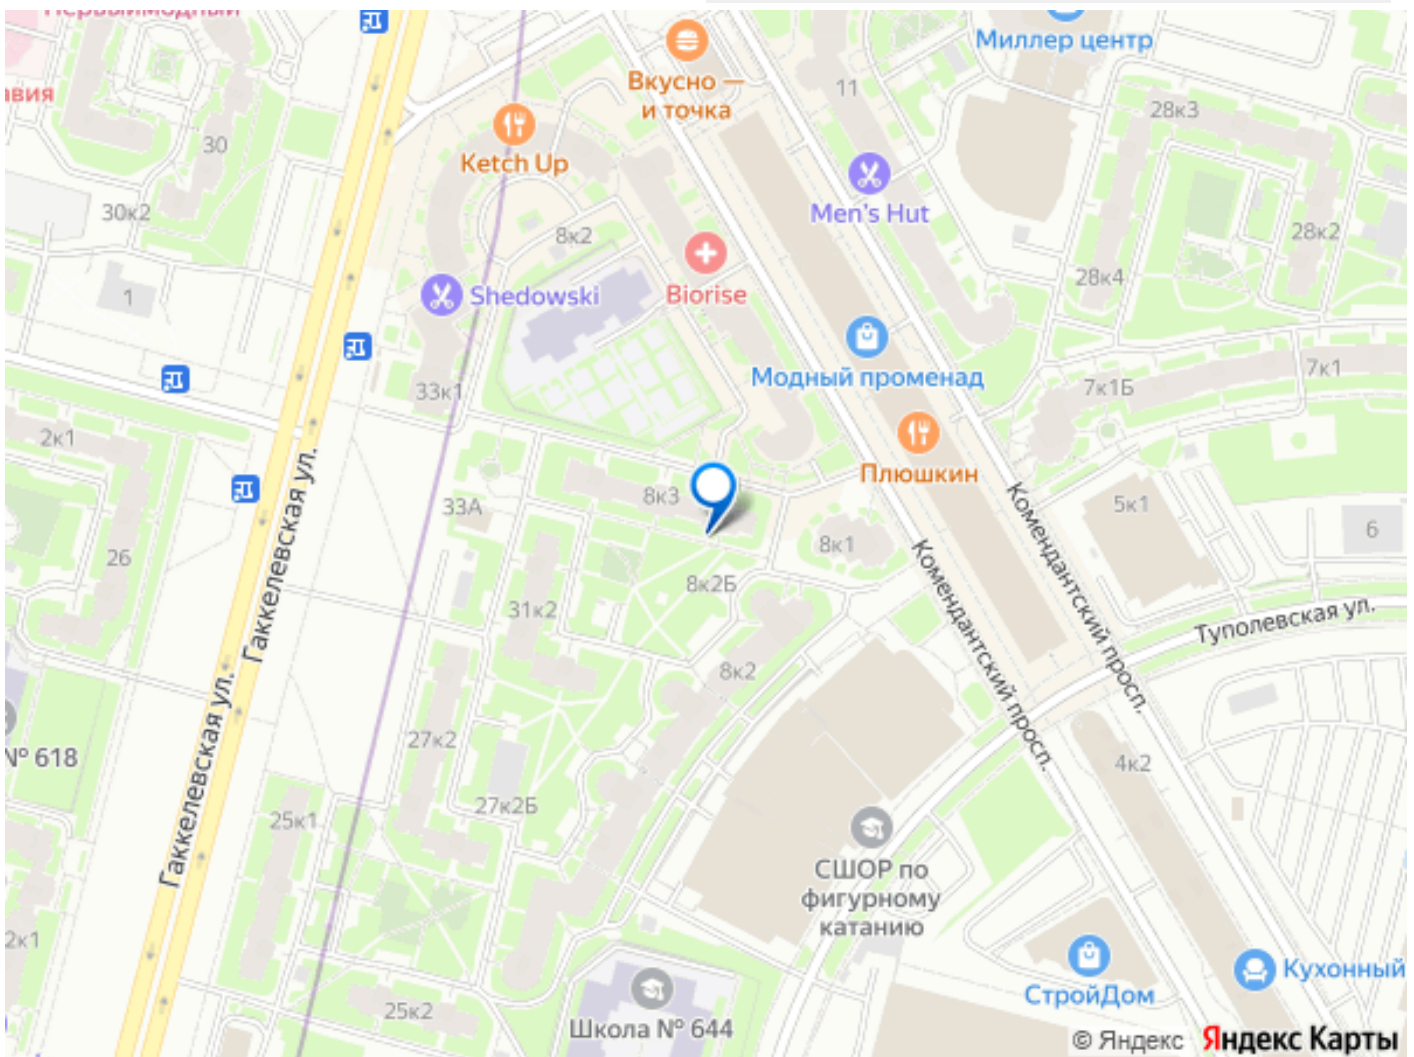 Первыймодный
авия
30
30к2
1
Ketch Up
Вкусно —
и точка
11
Миллер центр
28к3
28к2
28к4
Men's Hut
8к2
Biorise
Shedowski
33к1
Модный променад
7к1Б
7к1
2к1
Плюшкин
8к3
33А
8к1
5к1
6
26
31к2
8к2Б
8к2
Гаккелевская ул.
Комендантский просп.
Комендантский просп.
Туполевская ул.
№ 618
27к2
4к2
Гаккелевская ул.
25к1
27к2Б
СШОР по
фигурному
катанию
2к1
СтройДом
Кухонный
25к2
Школа № 644
© Яндекс Яндекс Карты